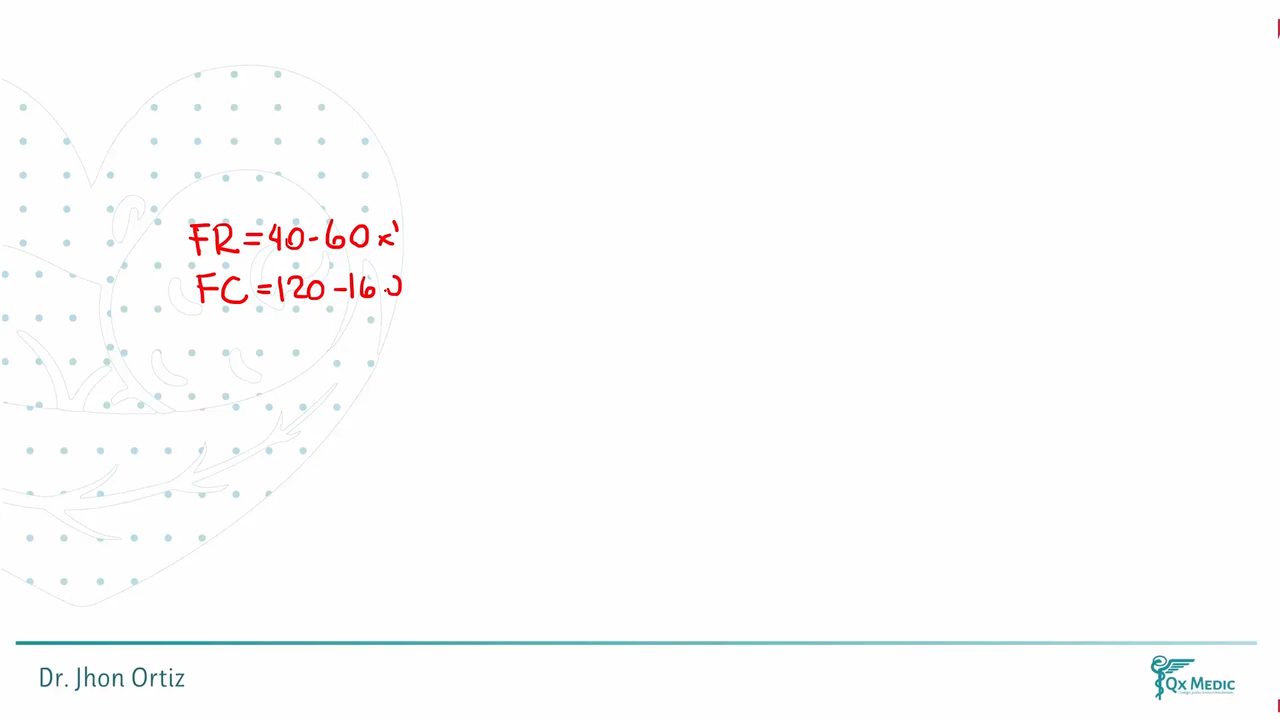 FR = 40 - 60 x'
FC = 120 - 160
Dr. Jhon Ortiz
Qx MEDIC